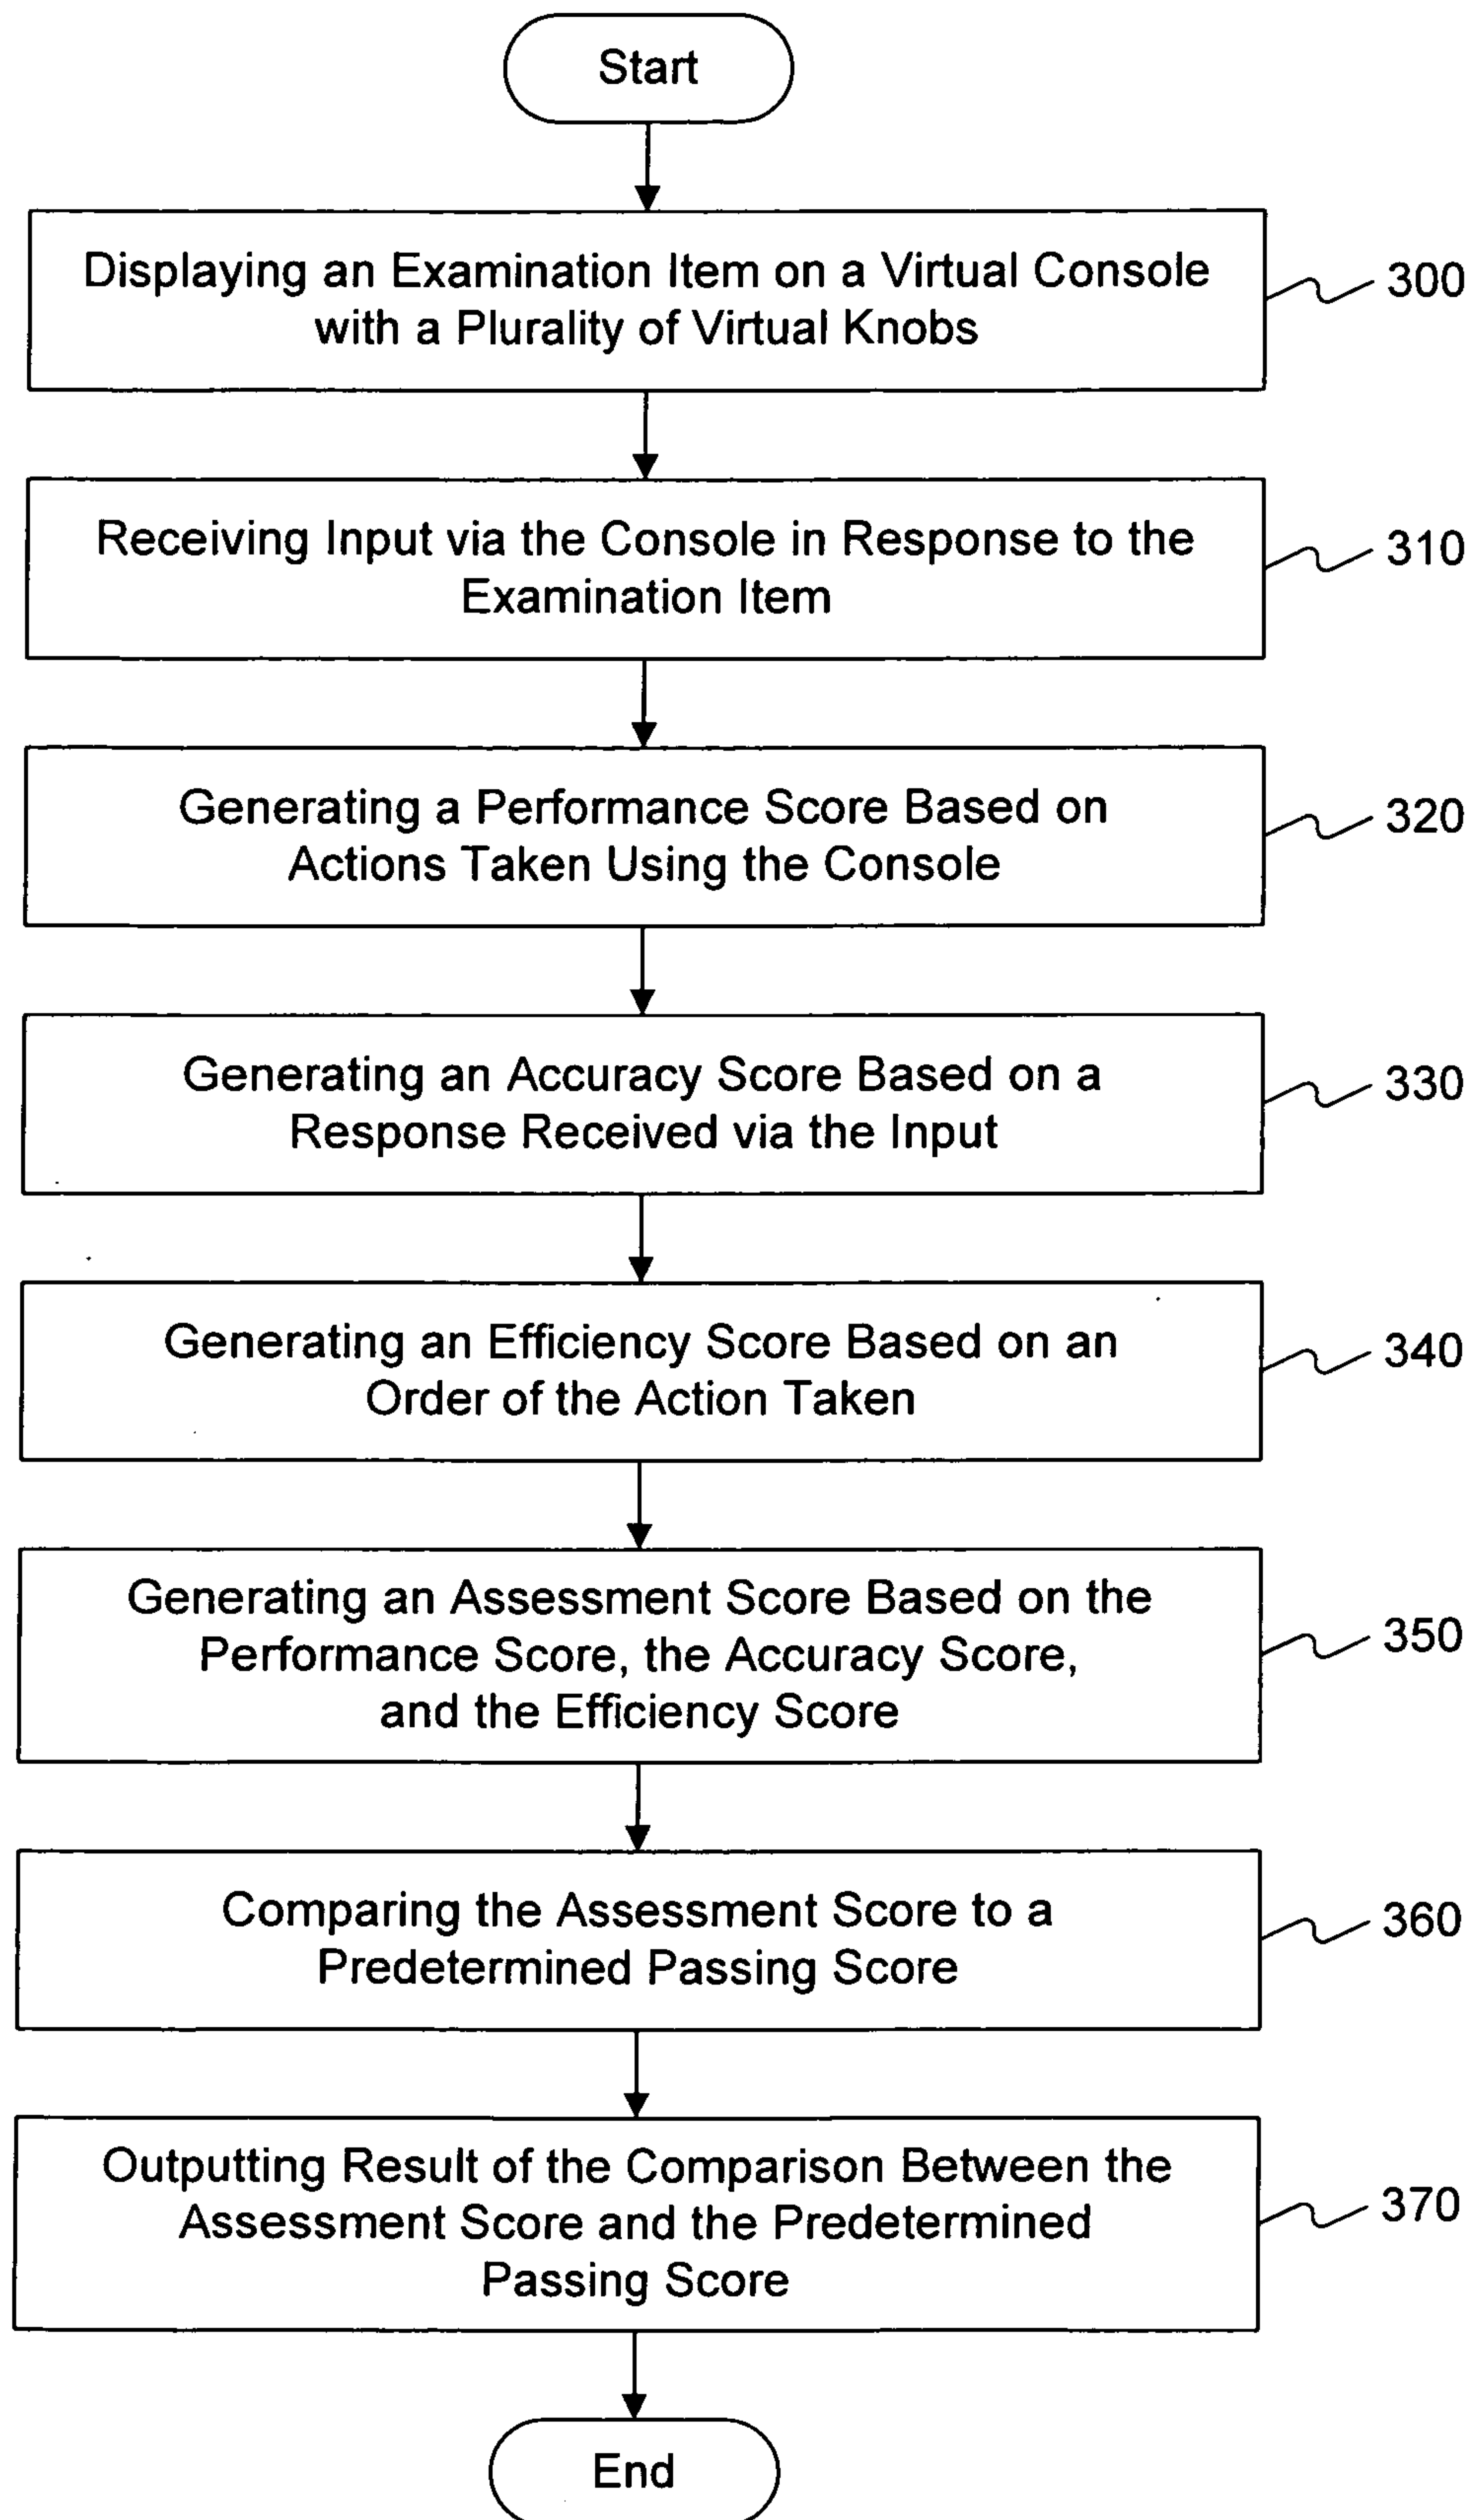 Start
Displaying an Examination Item on a Virtual Console
with a Plurality of Virtual Knobs
300
Receiving Input via the Console in Response to the
Examination Item
310
Generating a Performance Score Based on
Actions Taken Using the Console
320
Generating an Accuracy Score Based on a
Response Received via the Input
330
Generating an Efficiency Score Based on an
Order of the Action Taken
340
Generating an Assessment Score Based on the
Performance Score, the Accuracy Score,
and the Efficiency Score
350
Comparing the Assessment Score to a
Predetermined Passing Score
360
Outputting Result of the Comparison Between the
Assessment Score and the Predetermined
Passing Score
370
End